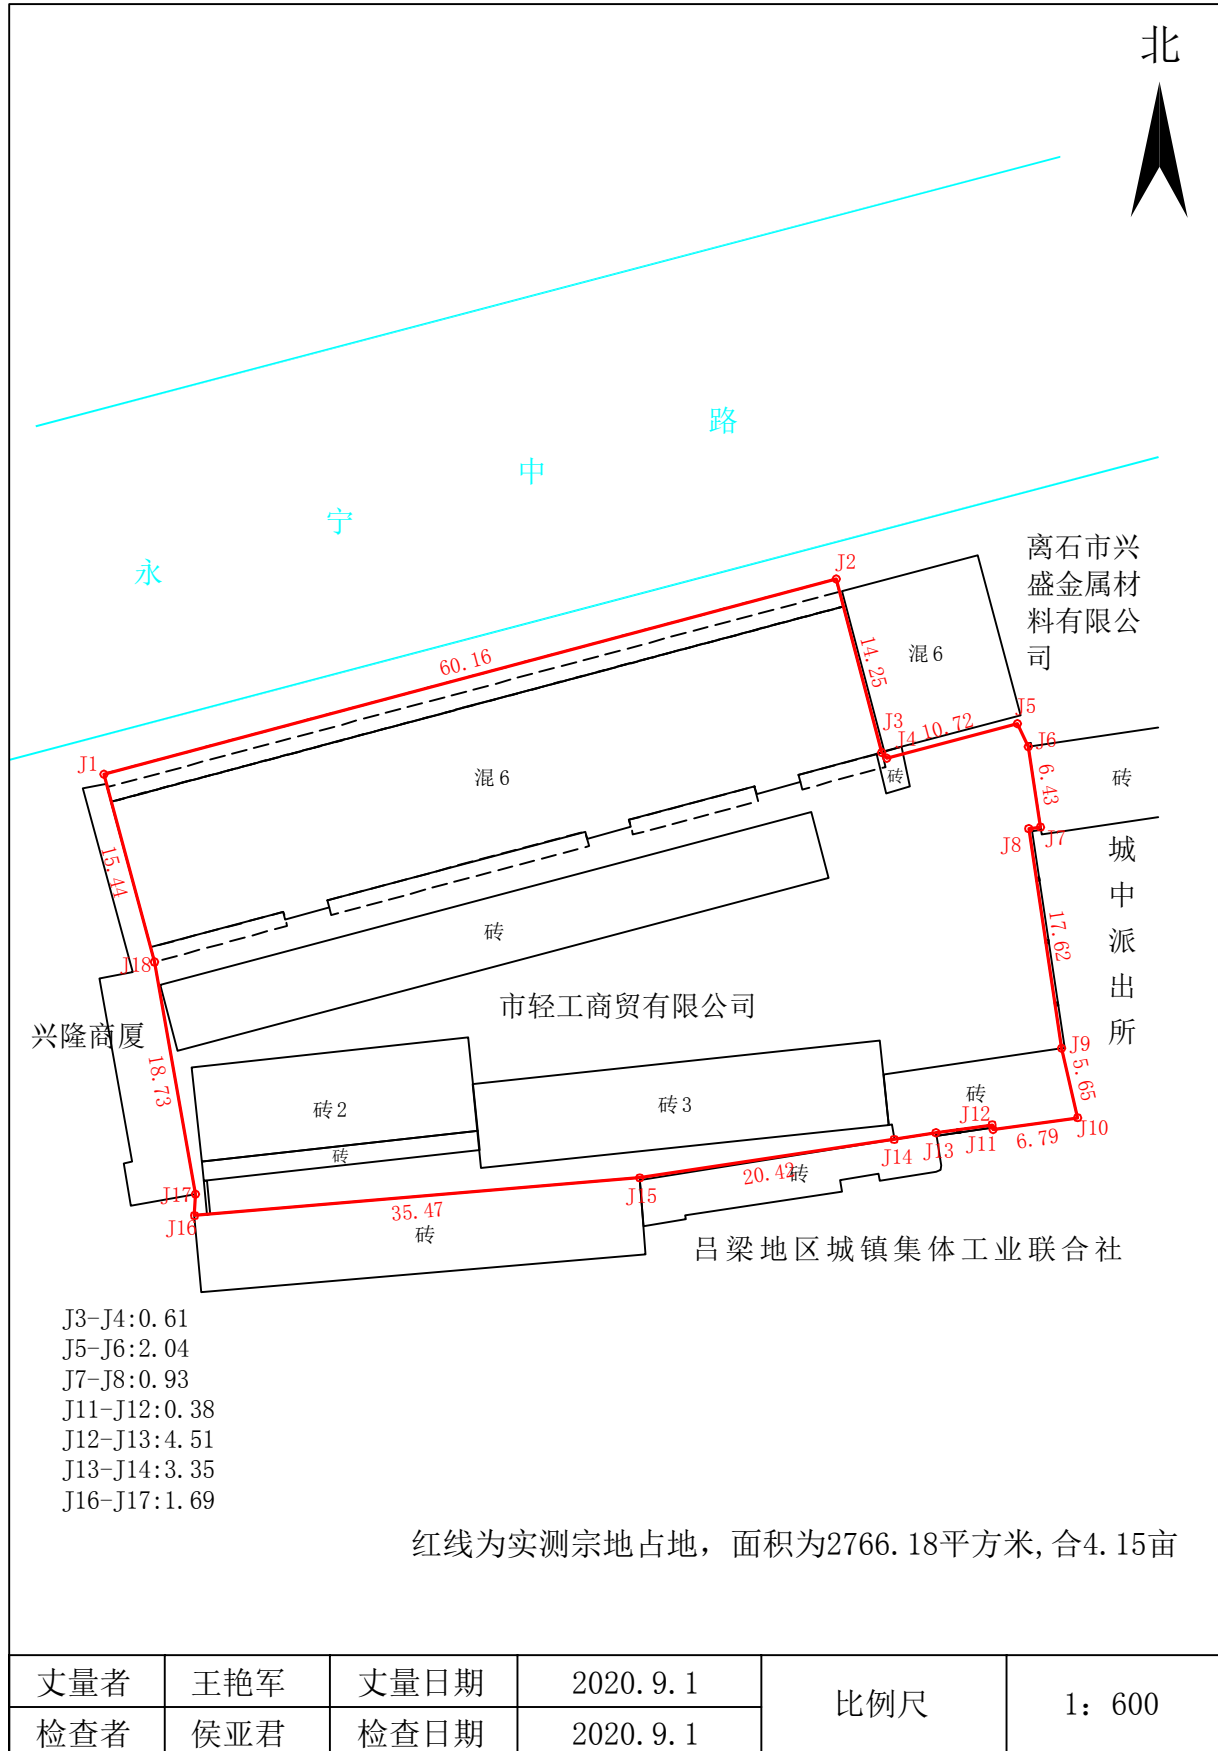 北
永 宁 中 路
离石市兴
盛金属材
料有限公
司
J2
60.16
14.25
混6
J3
J4
10.72
J5
J6
J1
混6
砖
6.43
砖
J8
J7
15.44
城中派出所
17.62
砖
J18
市轻工商贸有限公司
兴隆商厦
18.73
J9
5.65
砖2
砖3
砖
J12
J10
J11
6.79
J13
J14
砖
20.42
砖
J15
J17
J16
35.47
砖
吕梁地区城镇集体工业联合社
J3-J4:0.61
J5-J6:2.04
J7-J8:0.93
J11-J12:0.38
J12-J13:4.51
J13-J14:3.35
J16-J17:1.69
红线为实测宗地占地，面积为2766.18平方米,合4.15亩
丈量者 王艳军 丈量日期 2020.9.1 比例尺 1: 600
检查者 侯亚君 检查日期 2020.9.1